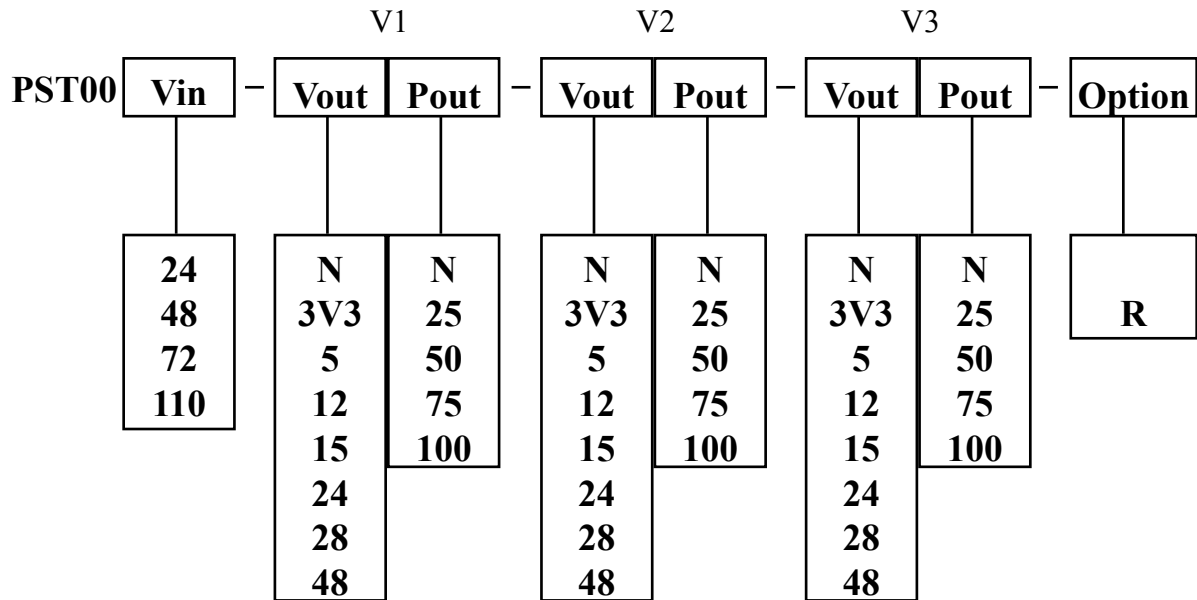 V1 V2 V3
PST00 Vin – Vout Pout – Vout Pout – Vout Pout – Option
24 N N N N N N
48 3V3 25 3V3 25 3V3 25 R
72 5 50 5 50 5 50
110 12 75 12 75 12 75
15 100 15 100 15 100
24 24 24
28 28 28
48 48 48